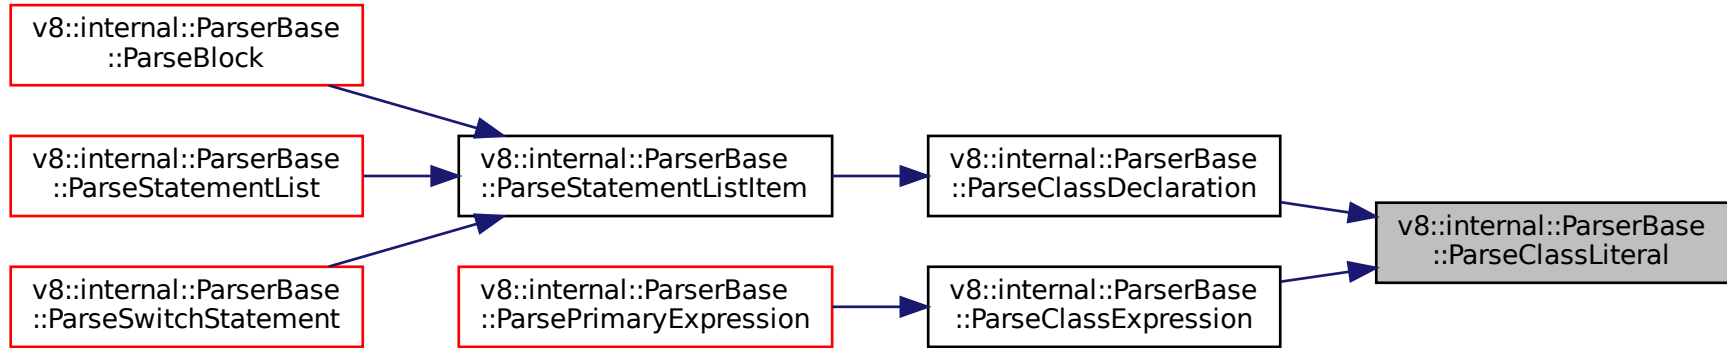 v8::internal::ParserBase
::ParseBlock
v8::internal::ParserBase
::ParseStatementList
v8::internal::ParserBase
::ParseSwitchStatement
v8::internal::ParserBase
::ParseStatementListItem
v8::internal::ParserBase
::ParsePrimaryExpression
v8::internal::ParserBase
::ParseClassDeclaration
v8::internal::ParserBase
::ParseClassExpression
v8::internal::ParserBase
::ParseClassLiteral